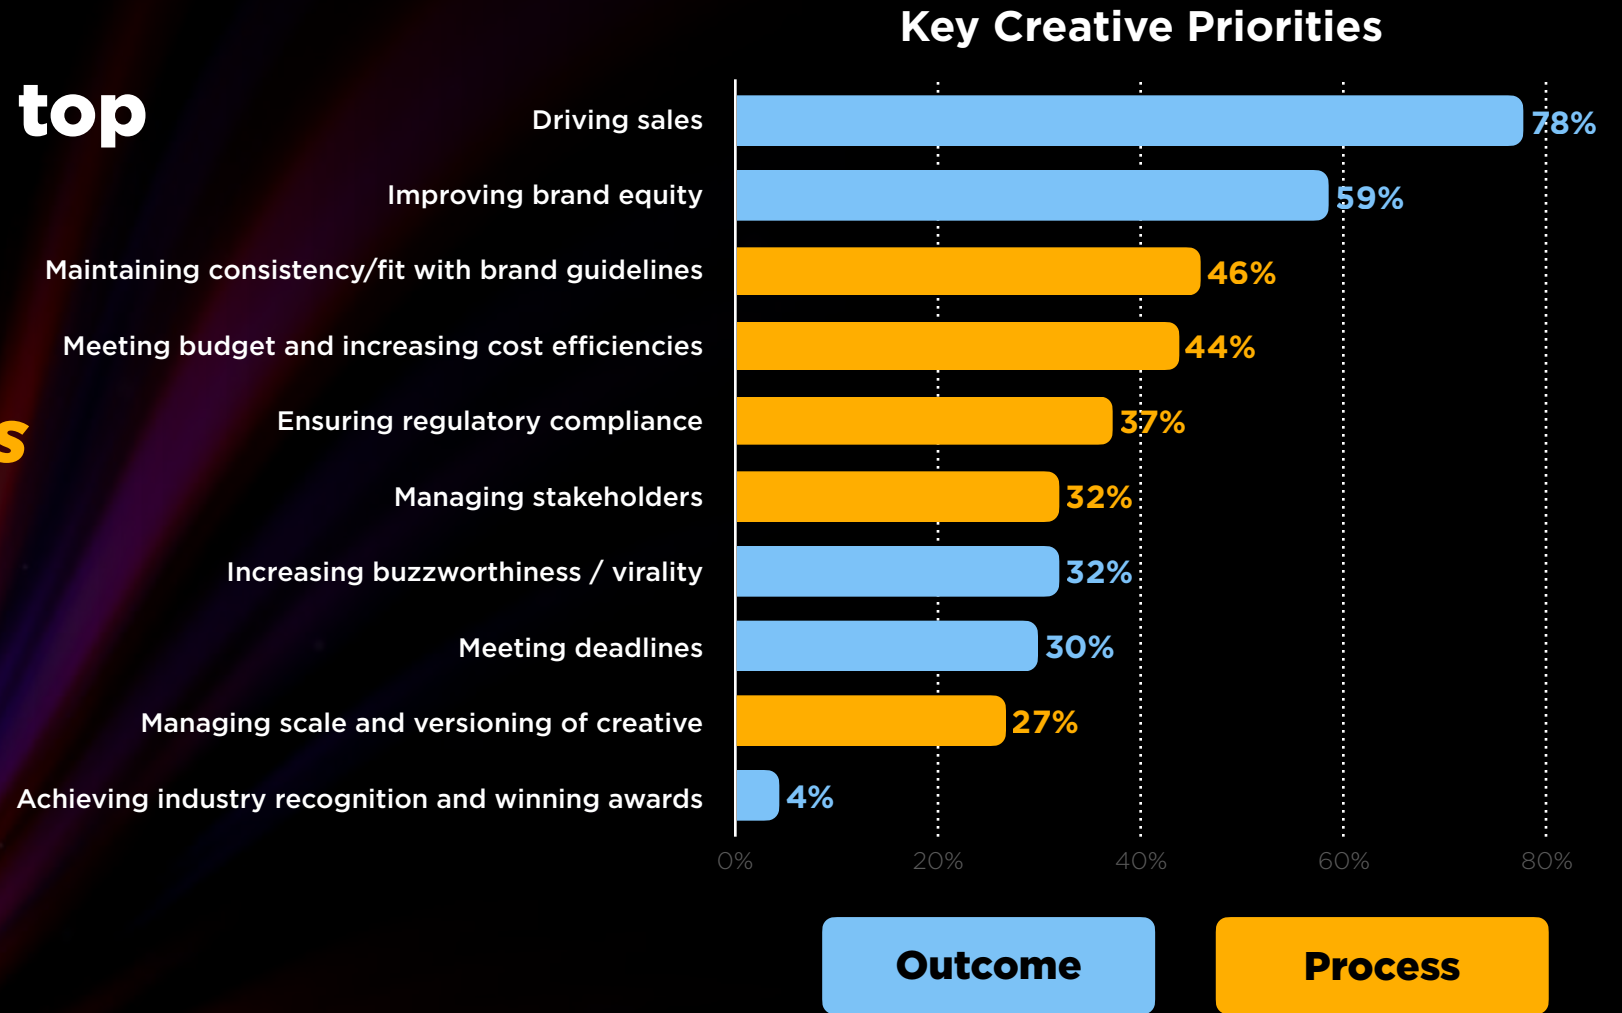 Key Creative Priorities
top
s
Driving sales 78%
Improving brand equity 59%
Maintaining consistency/fit with brand guidelines 46%
Meeting budget and increasing cost efficiencies 44%
Ensuring regulatory compliance 37%
Managing stakeholders 32%
Increasing buzzworthiness / virality 32%
Meeting deadlines 30%
Managing scale and versioning of creative 27%
Achieving industry recognition and winning awards 4%
0% 20% 40% 60% 80%
Outcome Process